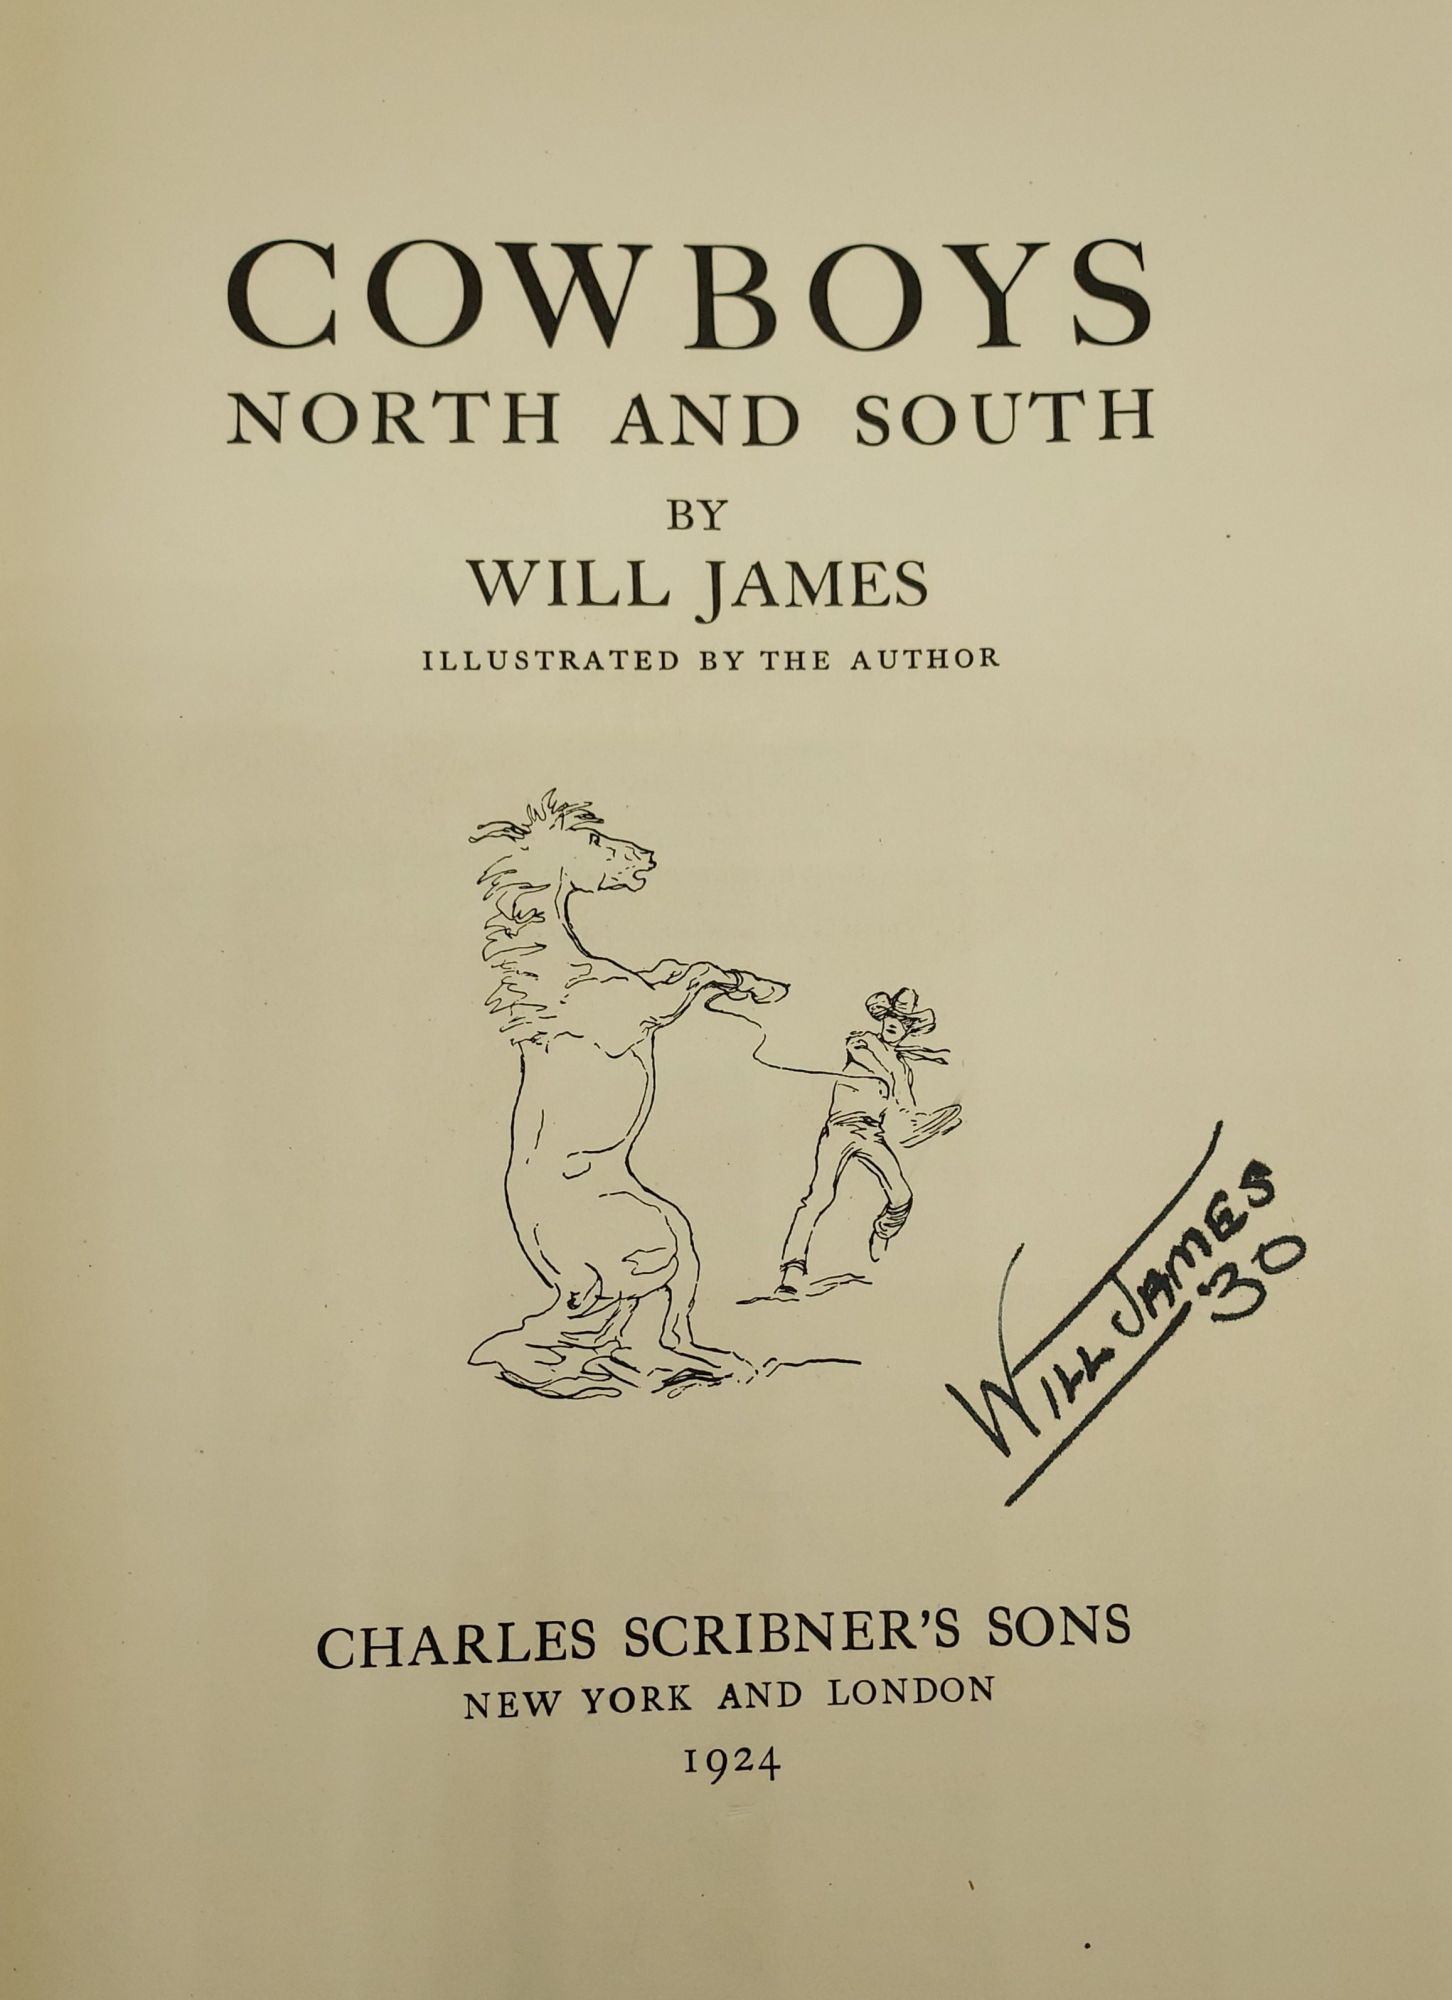 COWBOYS
NORTH AND SOUTH
BY
WILL JAMES
ILLUSTRATED BY THE AUTHOR
WILL JAMES
30
CHARLES SCRIBNER'S SONS
NEW YORK AND LONDON
1924